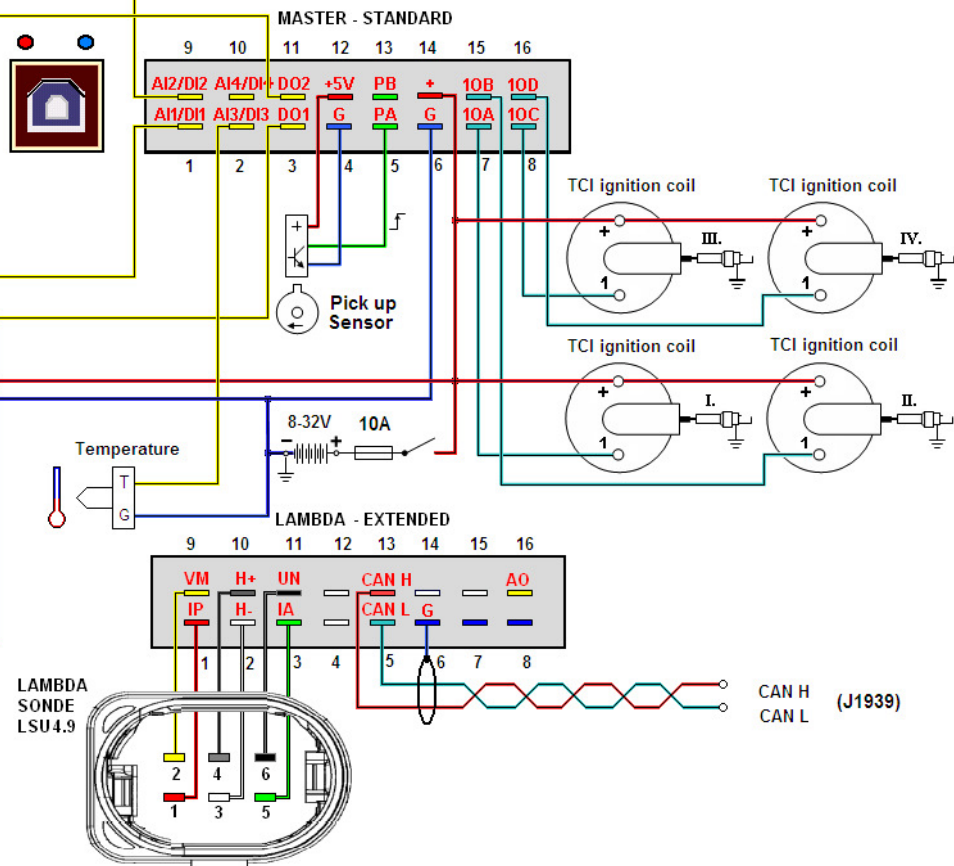 MASTER - STANDARD
9 10 11 12 13 14 15 16
AI2/DI2 AI4/DI4 DO2 +5V PB + 1OB 1OD
AI1/DI1 AI3/DI3 DO1 G PA G 1OA 1OC
1 2 3 4 5 6 7 8
TCI ignition coil TCI ignition coil
+ III. + IV.
1 1
+
Pick up
Sensor
TCI ignition coil TCI ignition coil
+ I. + II.
1 1
8-32V 10A
- +
Temperature
T
G
LAMBDA - EXTENDED
9 10 11 12 13 14 15 16
VM H+ UN CAN H AO
IP H- IA CAN L G
1 2 3 4 5 6 7 8
LAMBDA
SONDE
LSU4.9
CAN H
CAN L
(J1939)
2 4 6
1 3 5